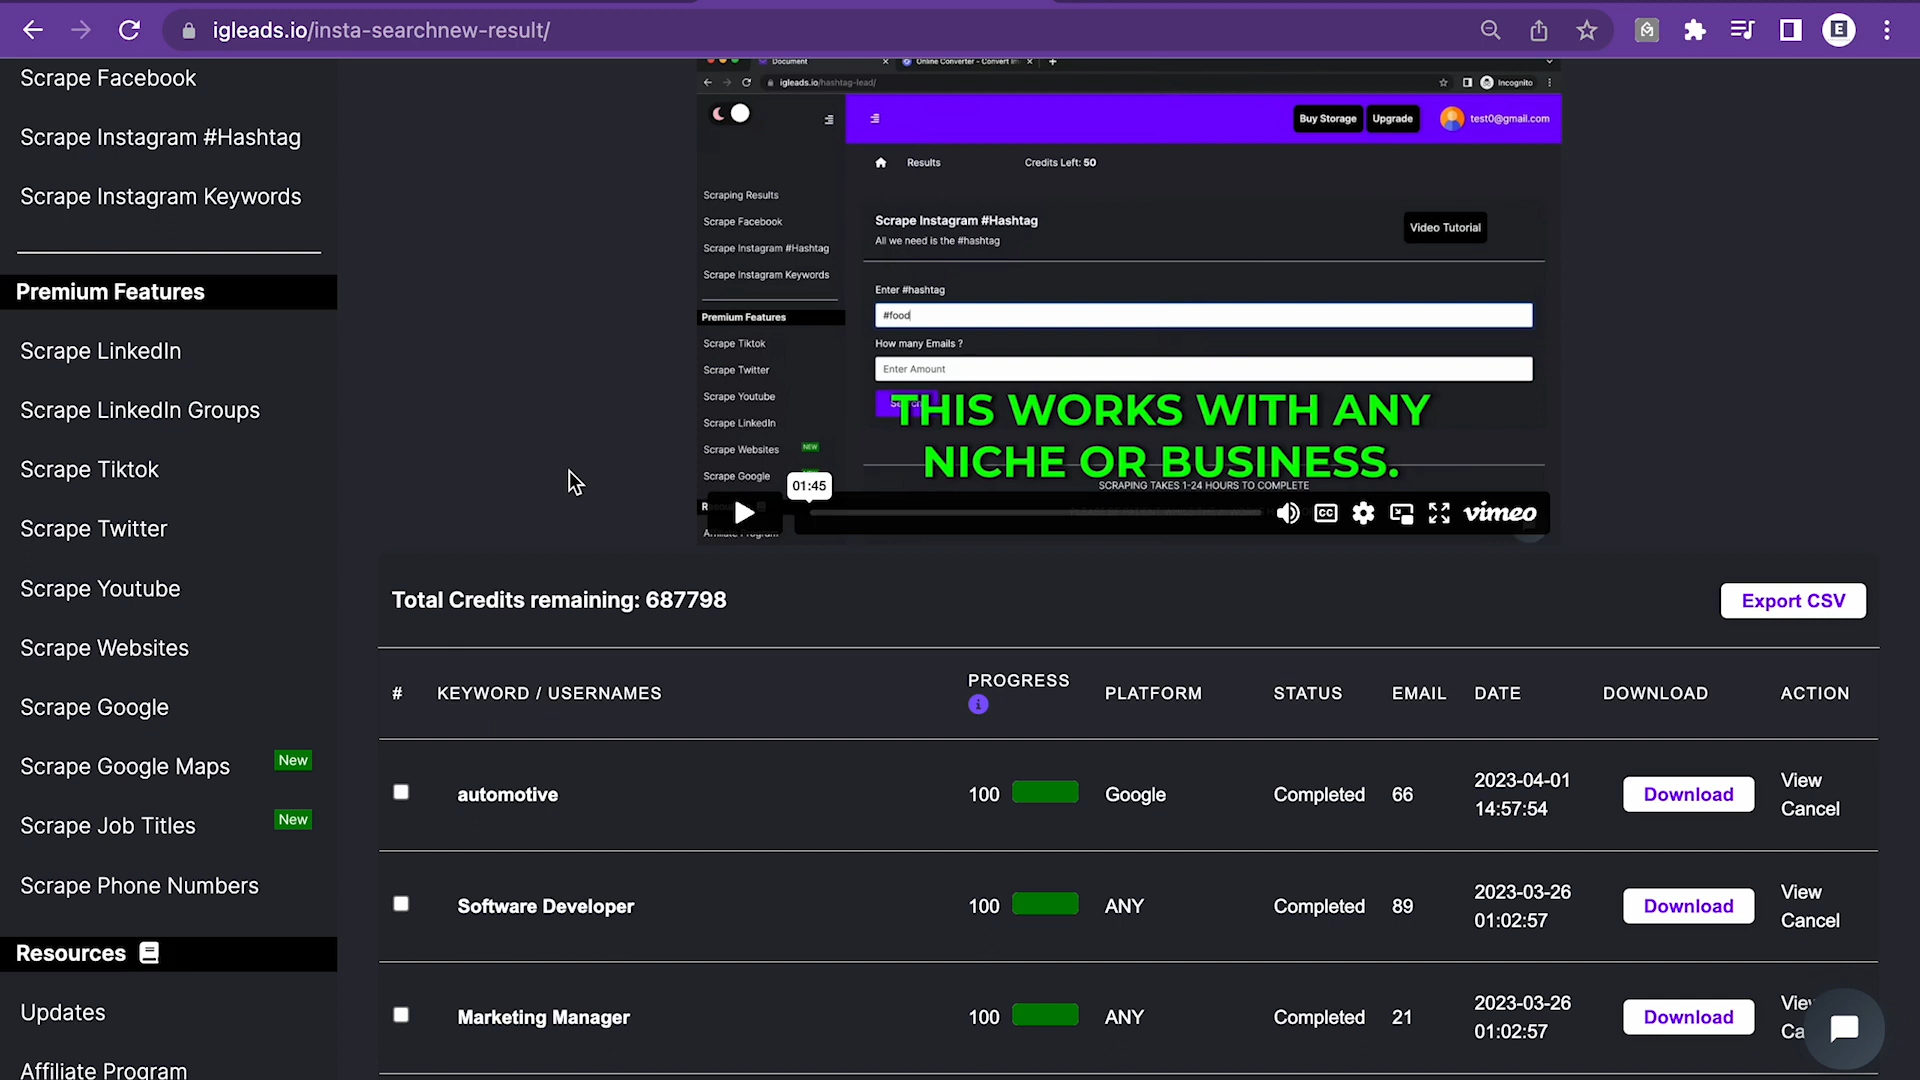 igleads.io/insta-searchnew-result/
E
Scrape Facebook
Scrape Instagram #Hashtag
Scrape Instagram Keywords
Premium Features
Scrape LinkedIn
Scrape LinkedIn Groups
Scrape Tiktok
Scrape Twitter
Scrape Youtube
Scrape Websites
Scrape Google
Scrape Google Maps New
Scrape Job Titles New
Scrape Phone Numbers
Resources
Updates
Affiliate Program
Document
Online Converter - Convert Im
igleads.io/hashtag-lead/
Incognito
Buy Storage
Upgrade
test0@gmail.com
Results
Credits Left: 50
Scraping Results
Scrape Facebook
Scrape Instagram #Hashtag
Scrape Instagram Keywords
Premium Features
Scrape Tiktok
Scrape Twitter
Scrape Youtube
Scrape LinkedIn
Scrape Websites NEW
Scrape Google
Affiliate Program
Scrape Instagram #Hashtag
All we need is the #hashtag
Video Tutorial
Enter #hashtag
#food
How many Emails ?
Enter Amount
THIS WORKS WITH ANY
NICHE OR BUSINESS.
SCRAPING TAKES 1-24 HOURS TO COMPLETE
01:45
CC
vimeo
Total Credits remaining: 687798
Export CSV
# KEYWORD / USERNAMES PROGRESS PLATFORM STATUS EMAIL DATE DOWNLOAD ACTION
automotive 100 Google Completed 66 2023-04-01 14:57:54 Download View Cancel
Software Developer 100 ANY Completed 89 2023-03-26 01:02:57 Download View Cancel
Marketing Manager 100 ANY Completed 21 2023-03-26 01:02:57 Download View Ca